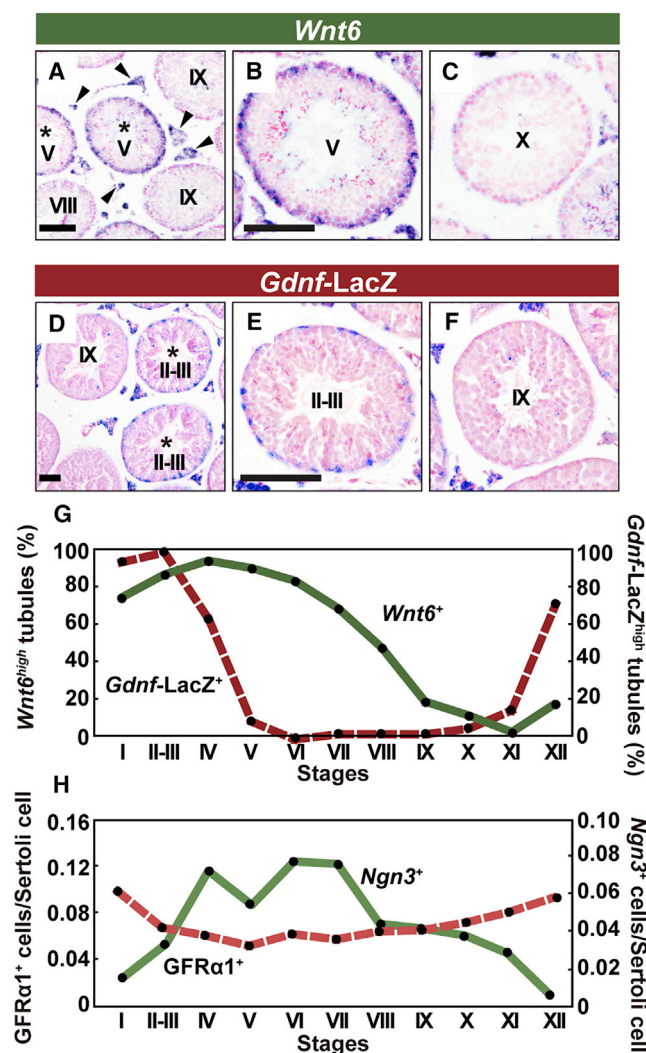 Wnt6
A
IX
* V
* V
VIII
IX
B
V
C
X
Gdnf-LacZ
D
IX
* II-III
* II-III
E
II-III
F
IX
G
Wnt6high tubules (%)
100
80
60
40
20
0
Wnt6+
Gdnf-LacZ+
100
80
60
40
20
0
Gdnf-LacZhigh tubules (%)
I II-III IV V VI VII VIII IX X XI XII
Stages
H
GFRα1+ cells/Sertoli cell
0.16
0.12
0.08
0.04
0
Ngn3+
GFRα1+
0.10
0.08
0.06
0.04
0.02
0
Ngn3+ cells/Sertoli cell
I II-III IV V VI VII VIII IX X XI XII
Stages